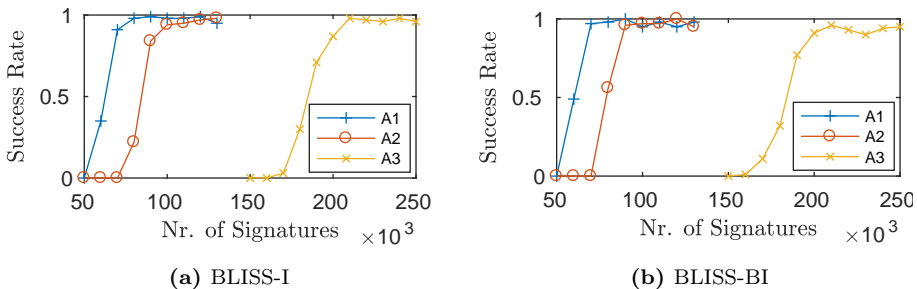 1
0.5
0
Success Rate
A1
A2
A3
50
100
150
200
250
Nr. of Signatures
×10^3
(a) BLISS-I
1
0.5
0
Success Rate
A1
A2
A3
50
100
150
200
250
Nr. of Signatures
×10^3
(b) BLISS-BI